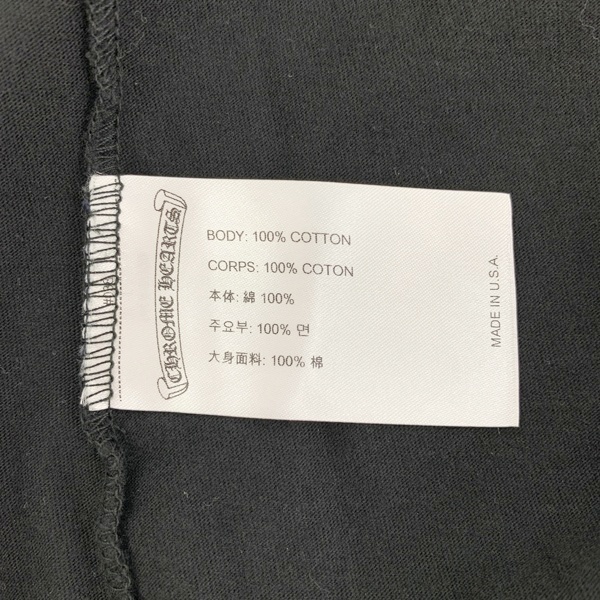 CHROME HEARTS
BODY: 100% COTTON
CORPS: 100% COTON
本体: 綿 100%
주요부: 100% 면
大身面料: 100% 棉
MADE IN U.S.A.